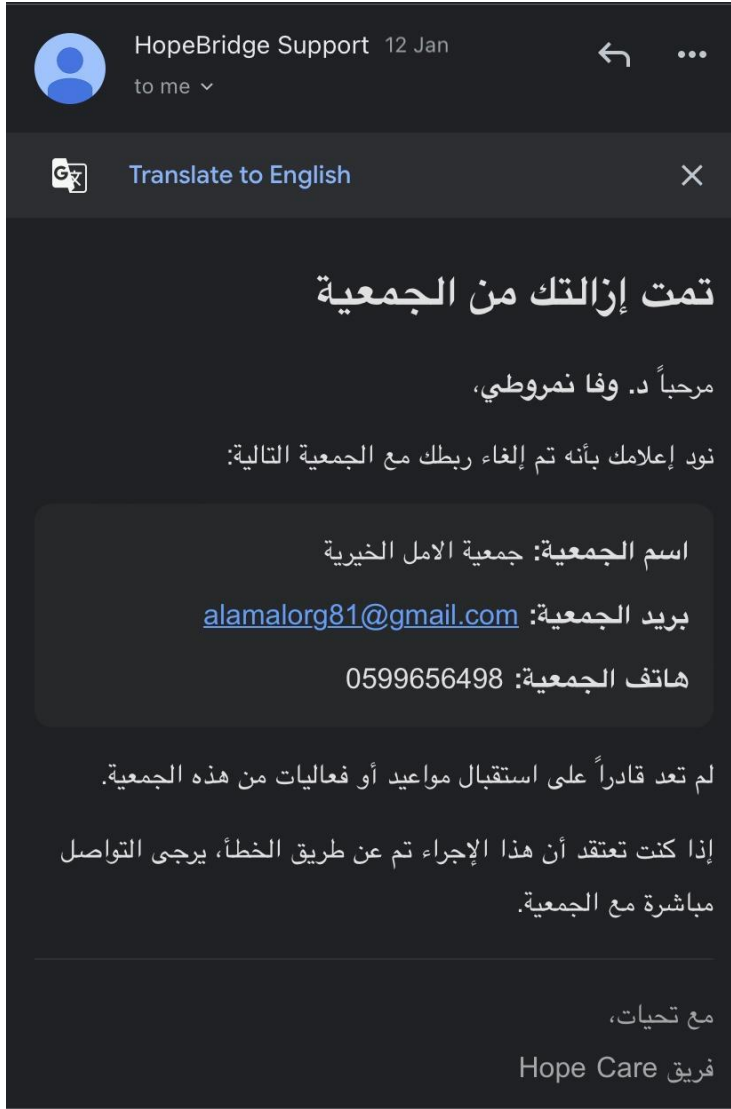 HopeBridge Support 12 Jan
to me
Translate to English
تمت إزالتك من الجمعية
مرحباً د. وفا نمروطي،
نود إعلامك بأنه تم إلغاء ربطك مع الجمعية التالية:
اسم الجمعية: جمعية الامل الخيرية
بريد الجمعية: alamalorg81@gmail.com
هاتف الجمعية: 0599656498
لم تعد قادراً على استقبال مواعيد أو فعاليات من هذه الجمعية.
إذا كنت تعتقد أن هذا الإجراء تم عن طريق الخطأ، يرجى التواصل
مباشرة مع الجمعية.
مع تحيات،
فريق Hope Care